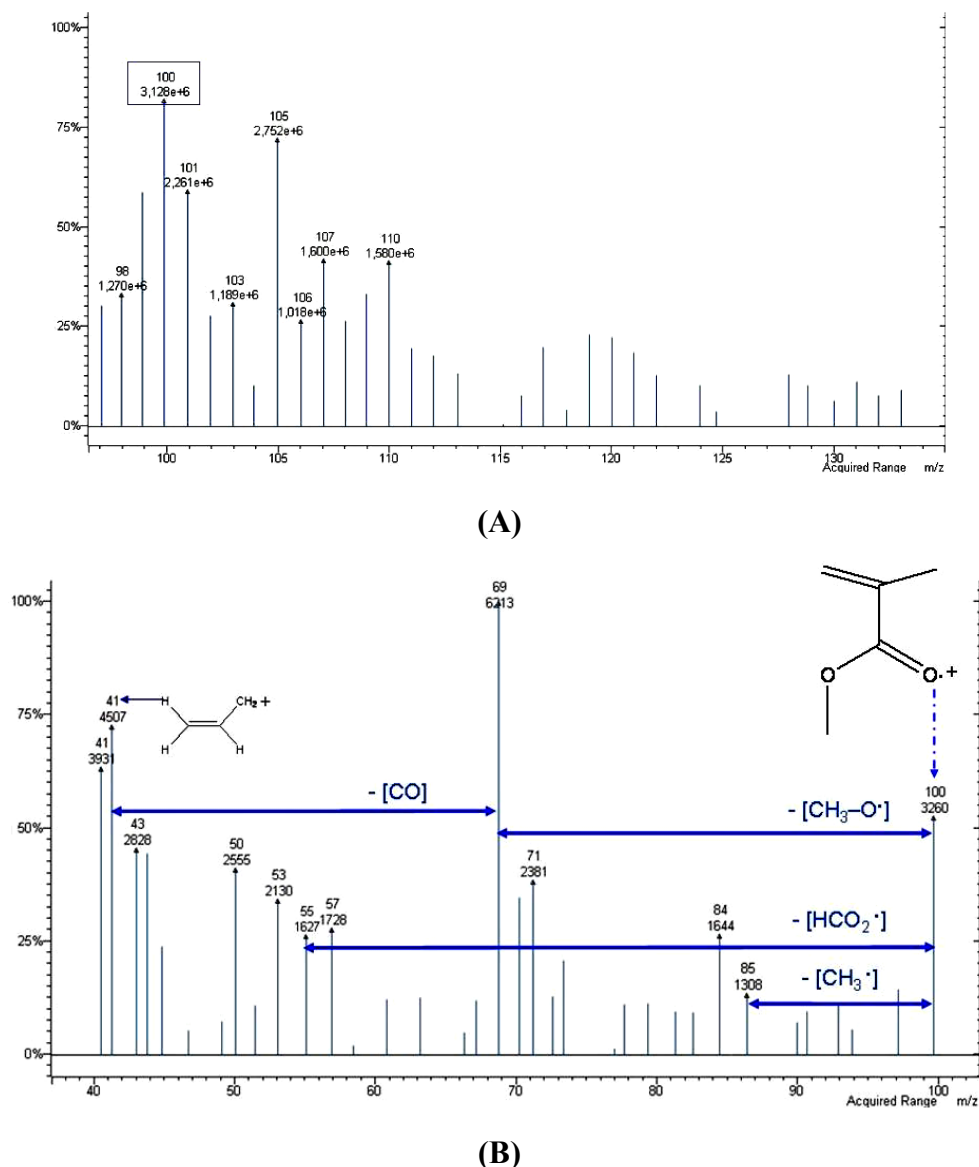 100%
75%
50%
25%
0%
100
3,128e+6
105
2,752e+6
101
2,261e+6
98
1,270e+6
103
1,189e+6
107
1,600e+6
106
1,018e+6
110
1,580e+6
100 105 110 115 120 125 130
Acquired Range m/z
(A)
100%
75%
50%
25%
0%
69
6213
O
O·+
41
4507
H
CH₂+
H
H
41
3931
- [CO]
- [CH₃–O·]
100
3260
43
2828
50
2555
53
2130
55
1627
57
1728
71
2381
84
1644
- [HCO₂·]
85
1308
- [CH₃·]
40 50 60 70 80 90 100
Acquired Range m/z
(B)